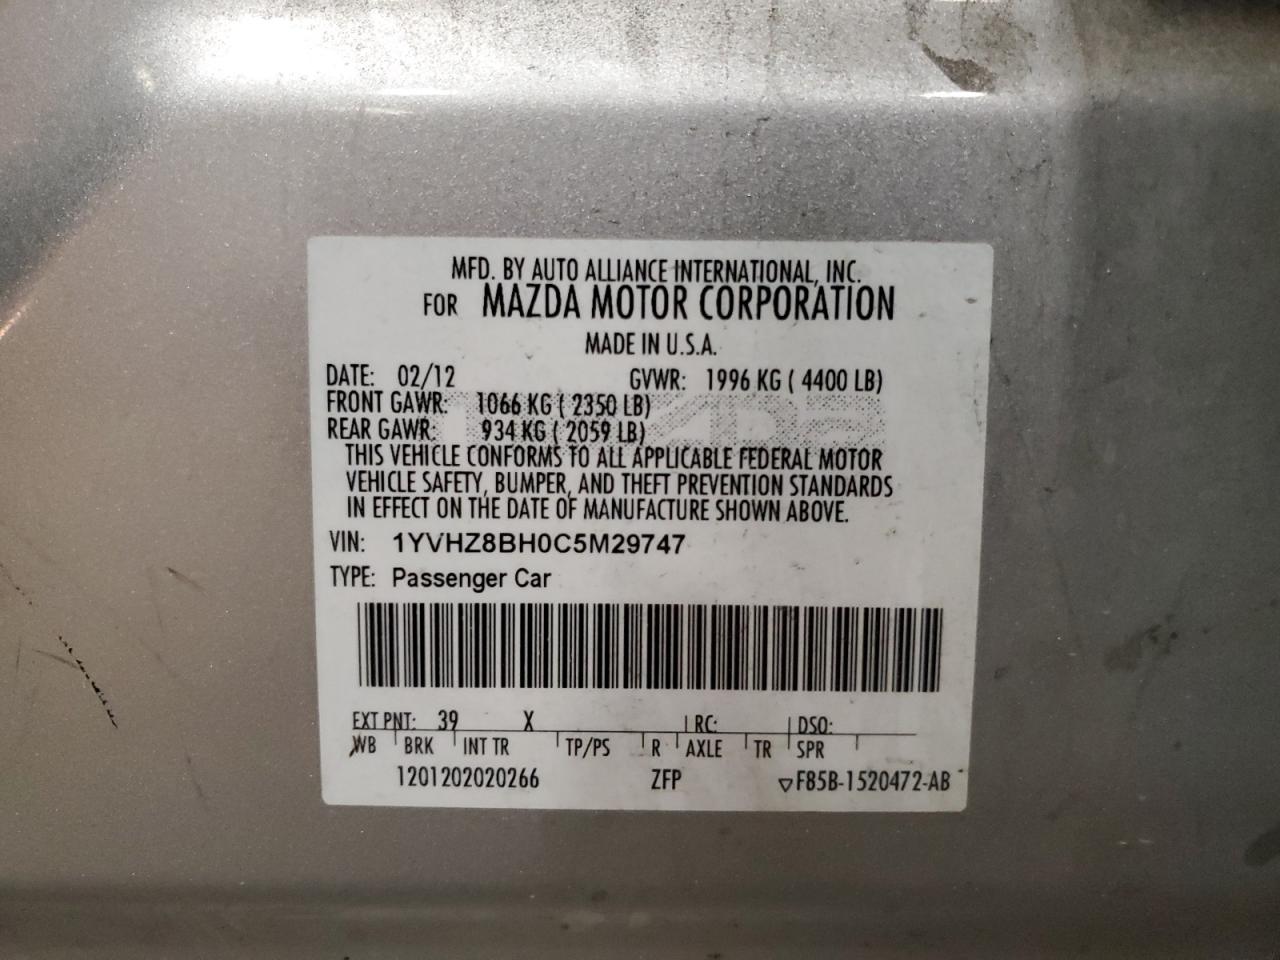 MFD. BY AUTO ALLIANCE INTERNATIONAL, INC.
FOR MAZDA MOTOR CORPORATION
MADE IN U.S.A.
DATE: 02/12 GVWR: 1996 KG ( 4400 LB)
FRONT GAWR: 1066 KG ( 2350 LB)
REAR GAWR: 934 KG ( 2059 LB)
THIS VEHICLE CONFORMS TO ALL APPLICABLE FEDERAL MOTOR
VEHICLE SAFETY, BUMPER, AND THEFT PREVENTION STANDARDS
IN EFFECT ON THE DATE OF MANUFACTURE SHOWN ABOVE.
VIN: 1YVHZ8BH0C5M29747
TYPE: Passenger Car
EXT PNT: 39 X RC: DSO:
WB BRK INT TR TP/PS R AXLE TR SPR
1201202020266 ZFP ▽F85B-1520472-AB